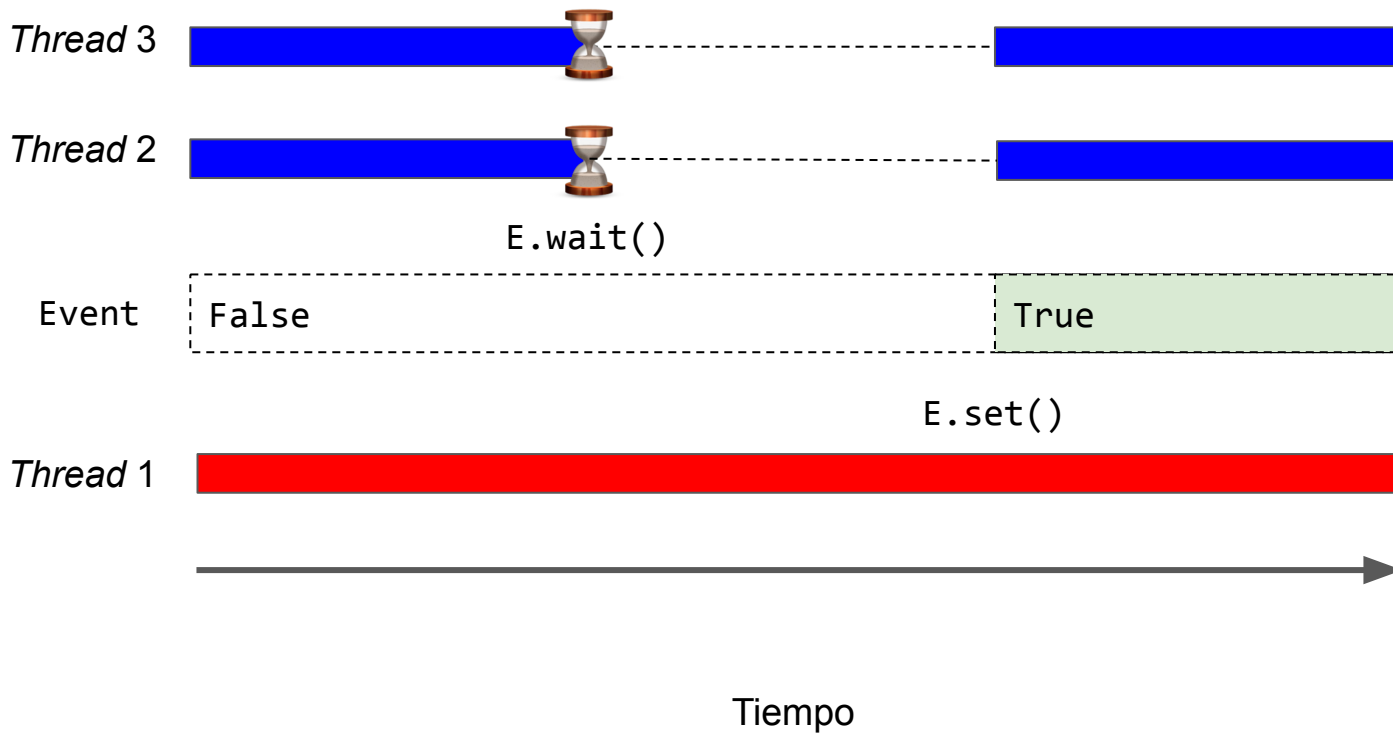 Thread 3
Thread 2
E.wait()
Event
False
True
E.set()
Thread 1
Tiempo